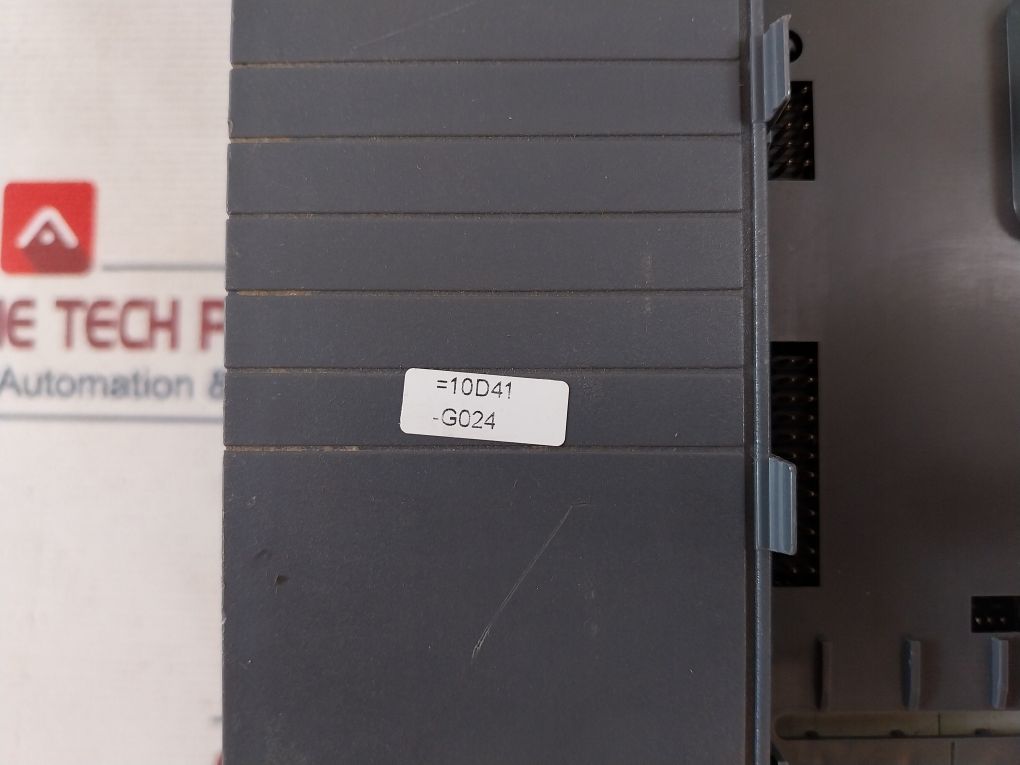 =10D41
-G024
TECH
Automation &